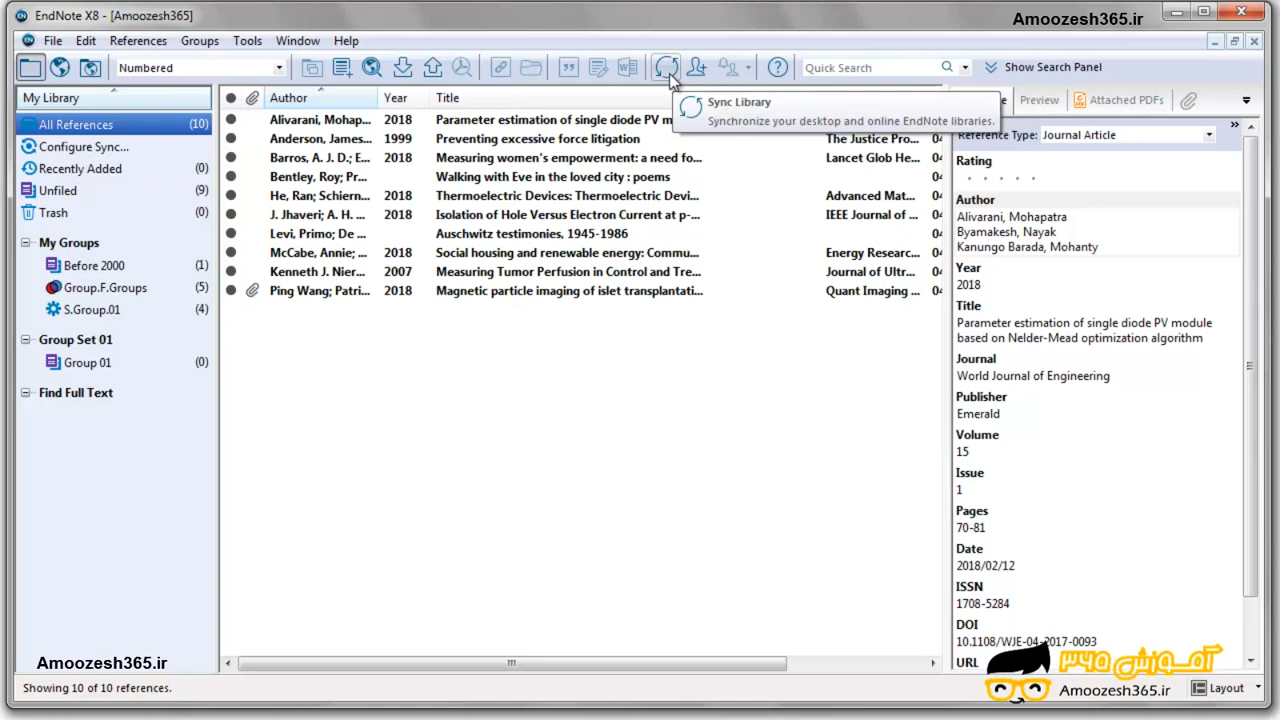 EndNote X8 - [Amoozesh365]
Amoozesh365.ir
File Edit References Groups Tools Window Help
Numbered
Quick Search
Show Search Panel
My Library
All References (10)
Configure Sync...
Recently Added (0)
Unfiled (9)
Trash (0)
My Groups
Before 2000 (1)
Group.F.Groups (5)
S.Group.01 (4)
Group Set 01
Group 01 (0)
Find Full Text
Author Year Title
Alivarani, Mohap... 2018 Parameter estimation of single diode PV m
Anderson, James... 1999 Preventing excessive force litigation The Justice Pro... 04
Barros, A. J. D.; E... 2018 Measuring women's empowerment: a need fo... Lancet Glob He... 04
Bentley, Roy; Pr... Walking with Eve in the loved city : poems 04
He, Ran; Schiern... 2018 Thermoelectric Devices: Thermoelectric Devi... Advanced Mat... 04
J. Jhaveri; A. H. ... 2018 Isolation of Hole Versus Electron Current at p-... IEEE Journal of ... 04
Levi, Primo; De ... Auschwitz testimonies, 1945-1986 04
McCabe, Annie; ... 2018 Social housing and renewable energy: Commu... Energy Researc... 04
Kenneth J. Nier... 2007 Measuring Tumor Perfusion in Control and Tre... Journal of Ultr... 04
Ping Wang; Patri... 2018 Magnetic particle imaging of islet transplantati... Quant Imaging ... 04
Sync Library
Synchronize your desktop and online EndNote libraries.
Preview Attached PDFs
Reference Type: Journal Article
Rating
Author
Alivarani, Mohapatra
Byamakesh, Nayak
Kanungo Barada, Mohanty
Year
2018
Title
Parameter estimation of single diode PV module
based on Nelder-Mead optimization algorithm
Journal
World Journal of Engineering
Publisher
Emerald
Volume
15
Issue
1
Pages
70-81
Date
2018/02/12
ISSN
1708-5284
DOI
10.1108/WJE-04-2017-0093
URL
Amoozesh365.ir
آموزش ۳۶۵
Amoozesh365.ir
Showing 10 of 10 references.
Layout